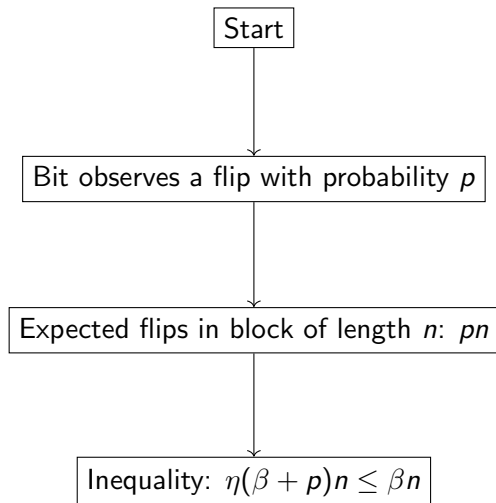 Start
Bit observes a flip with probability p
Expected flips in block of length n: pn
Inequality: η(β + p)n ≤ βn